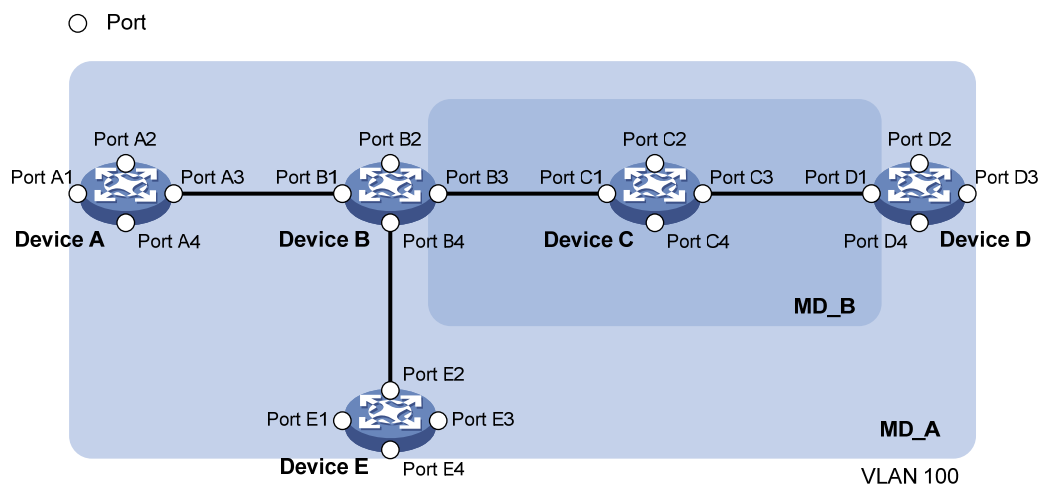 Port
Port A2
Port B2
Port C2
Port D2
Port A1
Port A3
Port B1
Port B3
Port C1
Port C3
Port D1
Port D3
Device A
Port A4
Device B
Port B4
Device C
Port C4
Port D4
Device D
MD_B
Port E2
Port E1
Port E3
MD_A
Device E
Port E4
VLAN 100